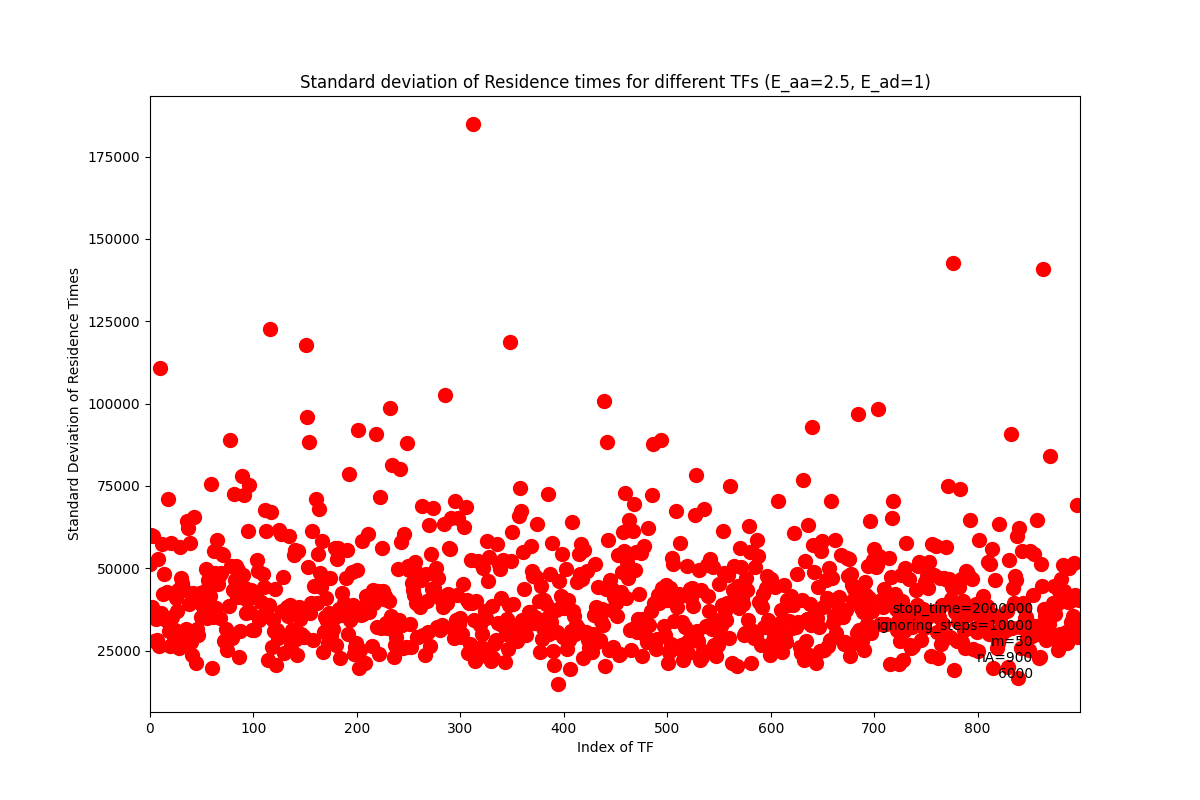 Standard deviation of Residence times for different TFs (E_aa=2.5, E_ad=1)
Standard Deviation of Residence Times
175000
150000
125000
100000
75000
50000
25000
stop_time=2000000
ignoring_steps=10000
m=50
nA=900
6000
0 100 200 300 400 500 600 700 800
Index of TF